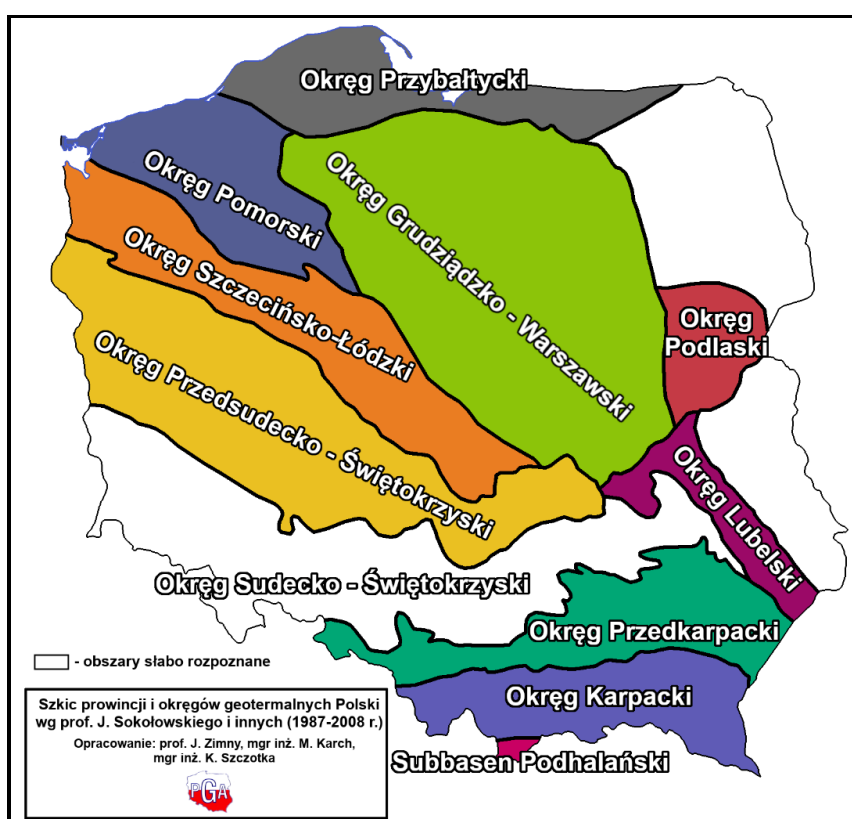 Okręg Przybałtycki
Okręg Pomorski
Okręg Grudziądzko - Warszawski
Okręg Szczecińsko-Łódzki
Okręg
Podlaski
Okręg Przedsudecko - Świętokrzyski
Okręg Lubelski
Okręg Sudecko - Świętokrzyski
Okręg Przedkarpacki
- obszary słabo rozpoznane
Okręg Karpacki
Subbasen Podhalański
Szkic prowincji i okręgów geotermalnych Polski
wg prof. J. Sokołowskiego i innych (1987-2008 r.)
Opracowanie: prof. J. Zimny, mgr inż. M. Karch,
mgr inż. K. Szczotka
PGA